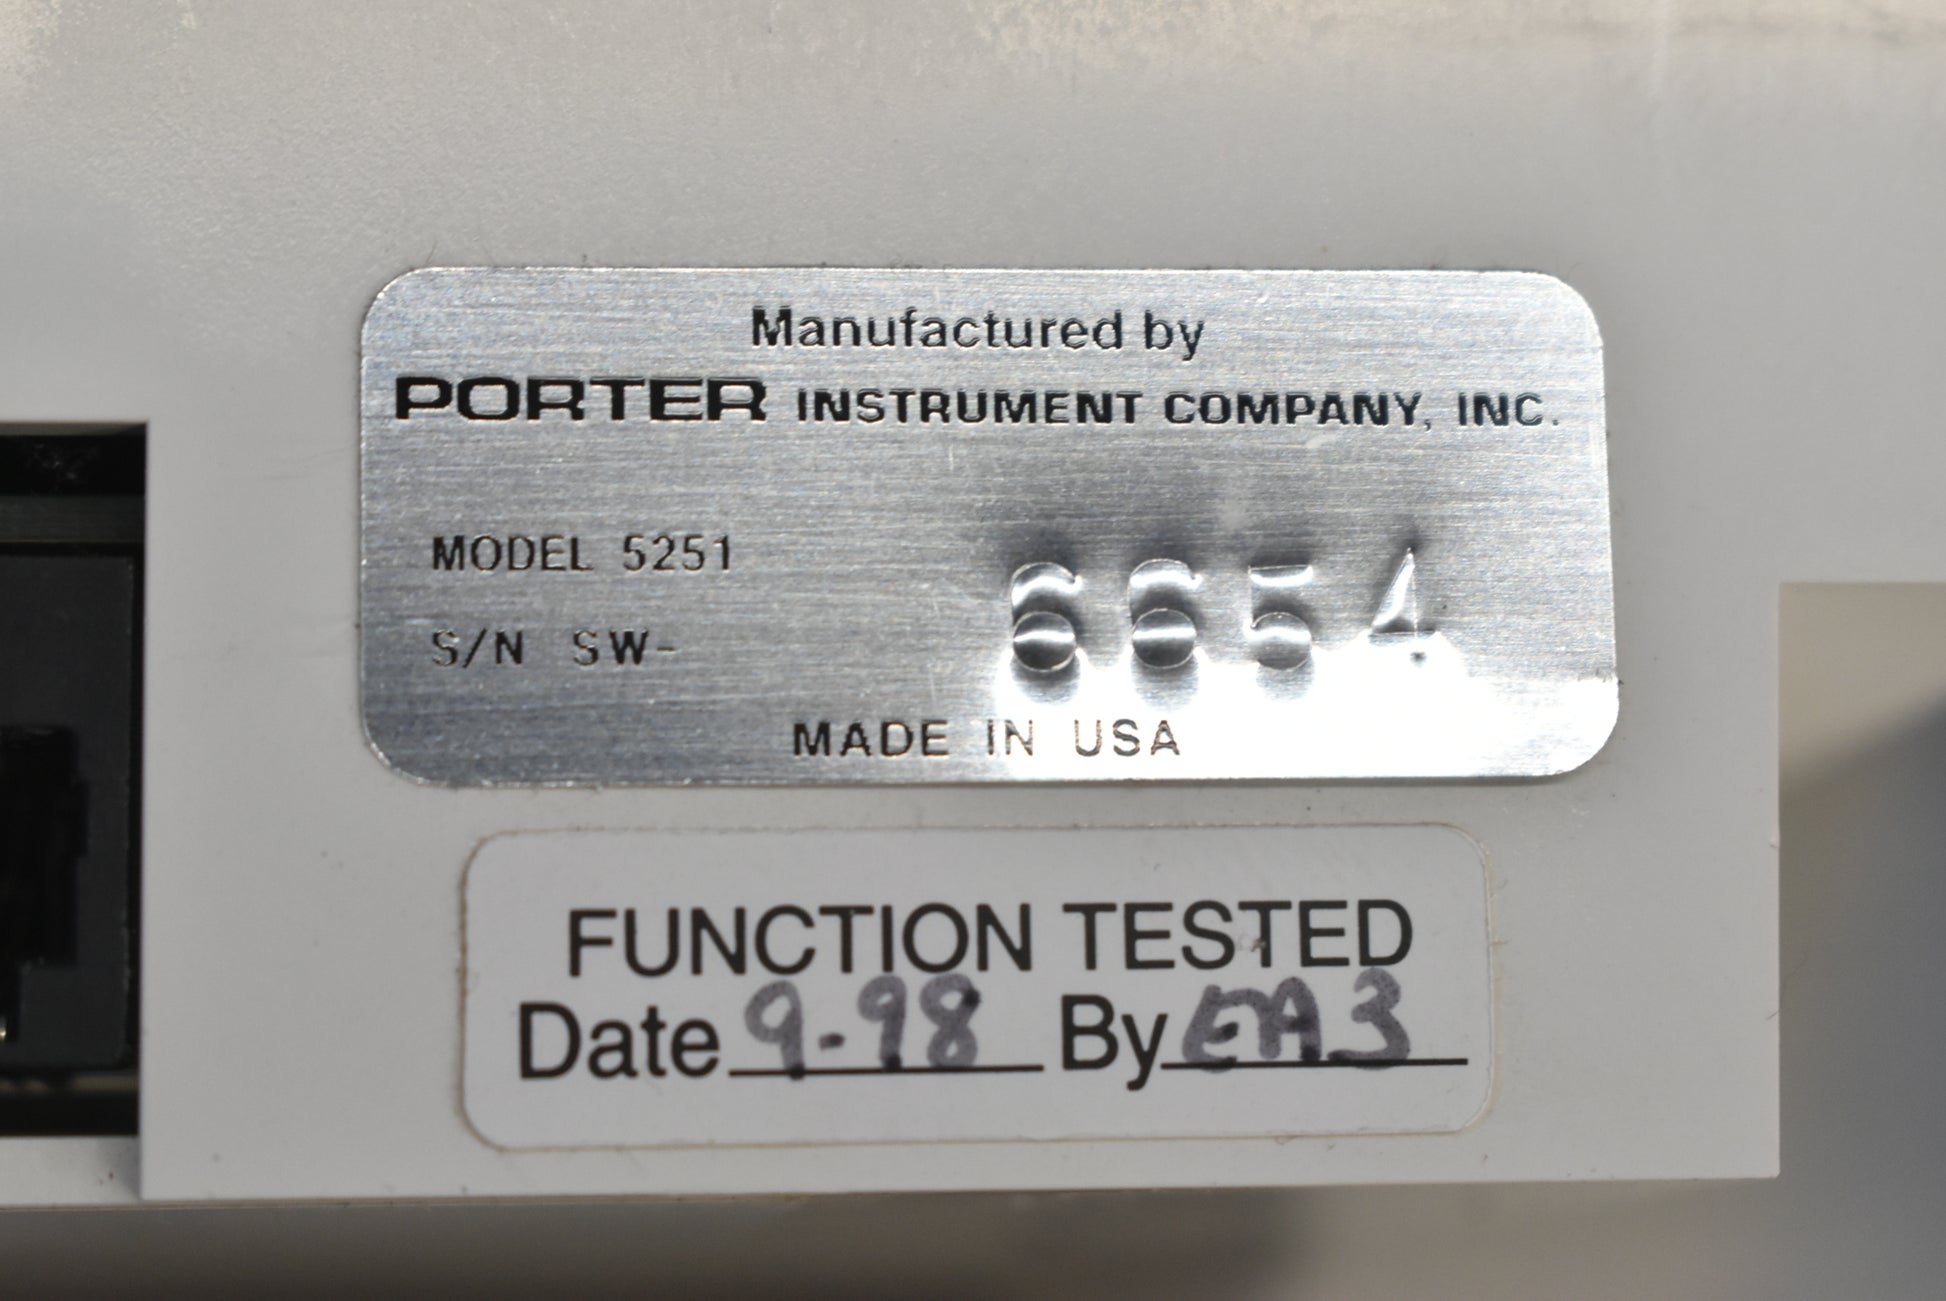 Manufactured by
PORTER INSTRUMENT COMPANY, INC.
MODEL 5251
S/N SW- 6654
MADE IN USA
FUNCTION TESTED
Date 9-98 By EA3